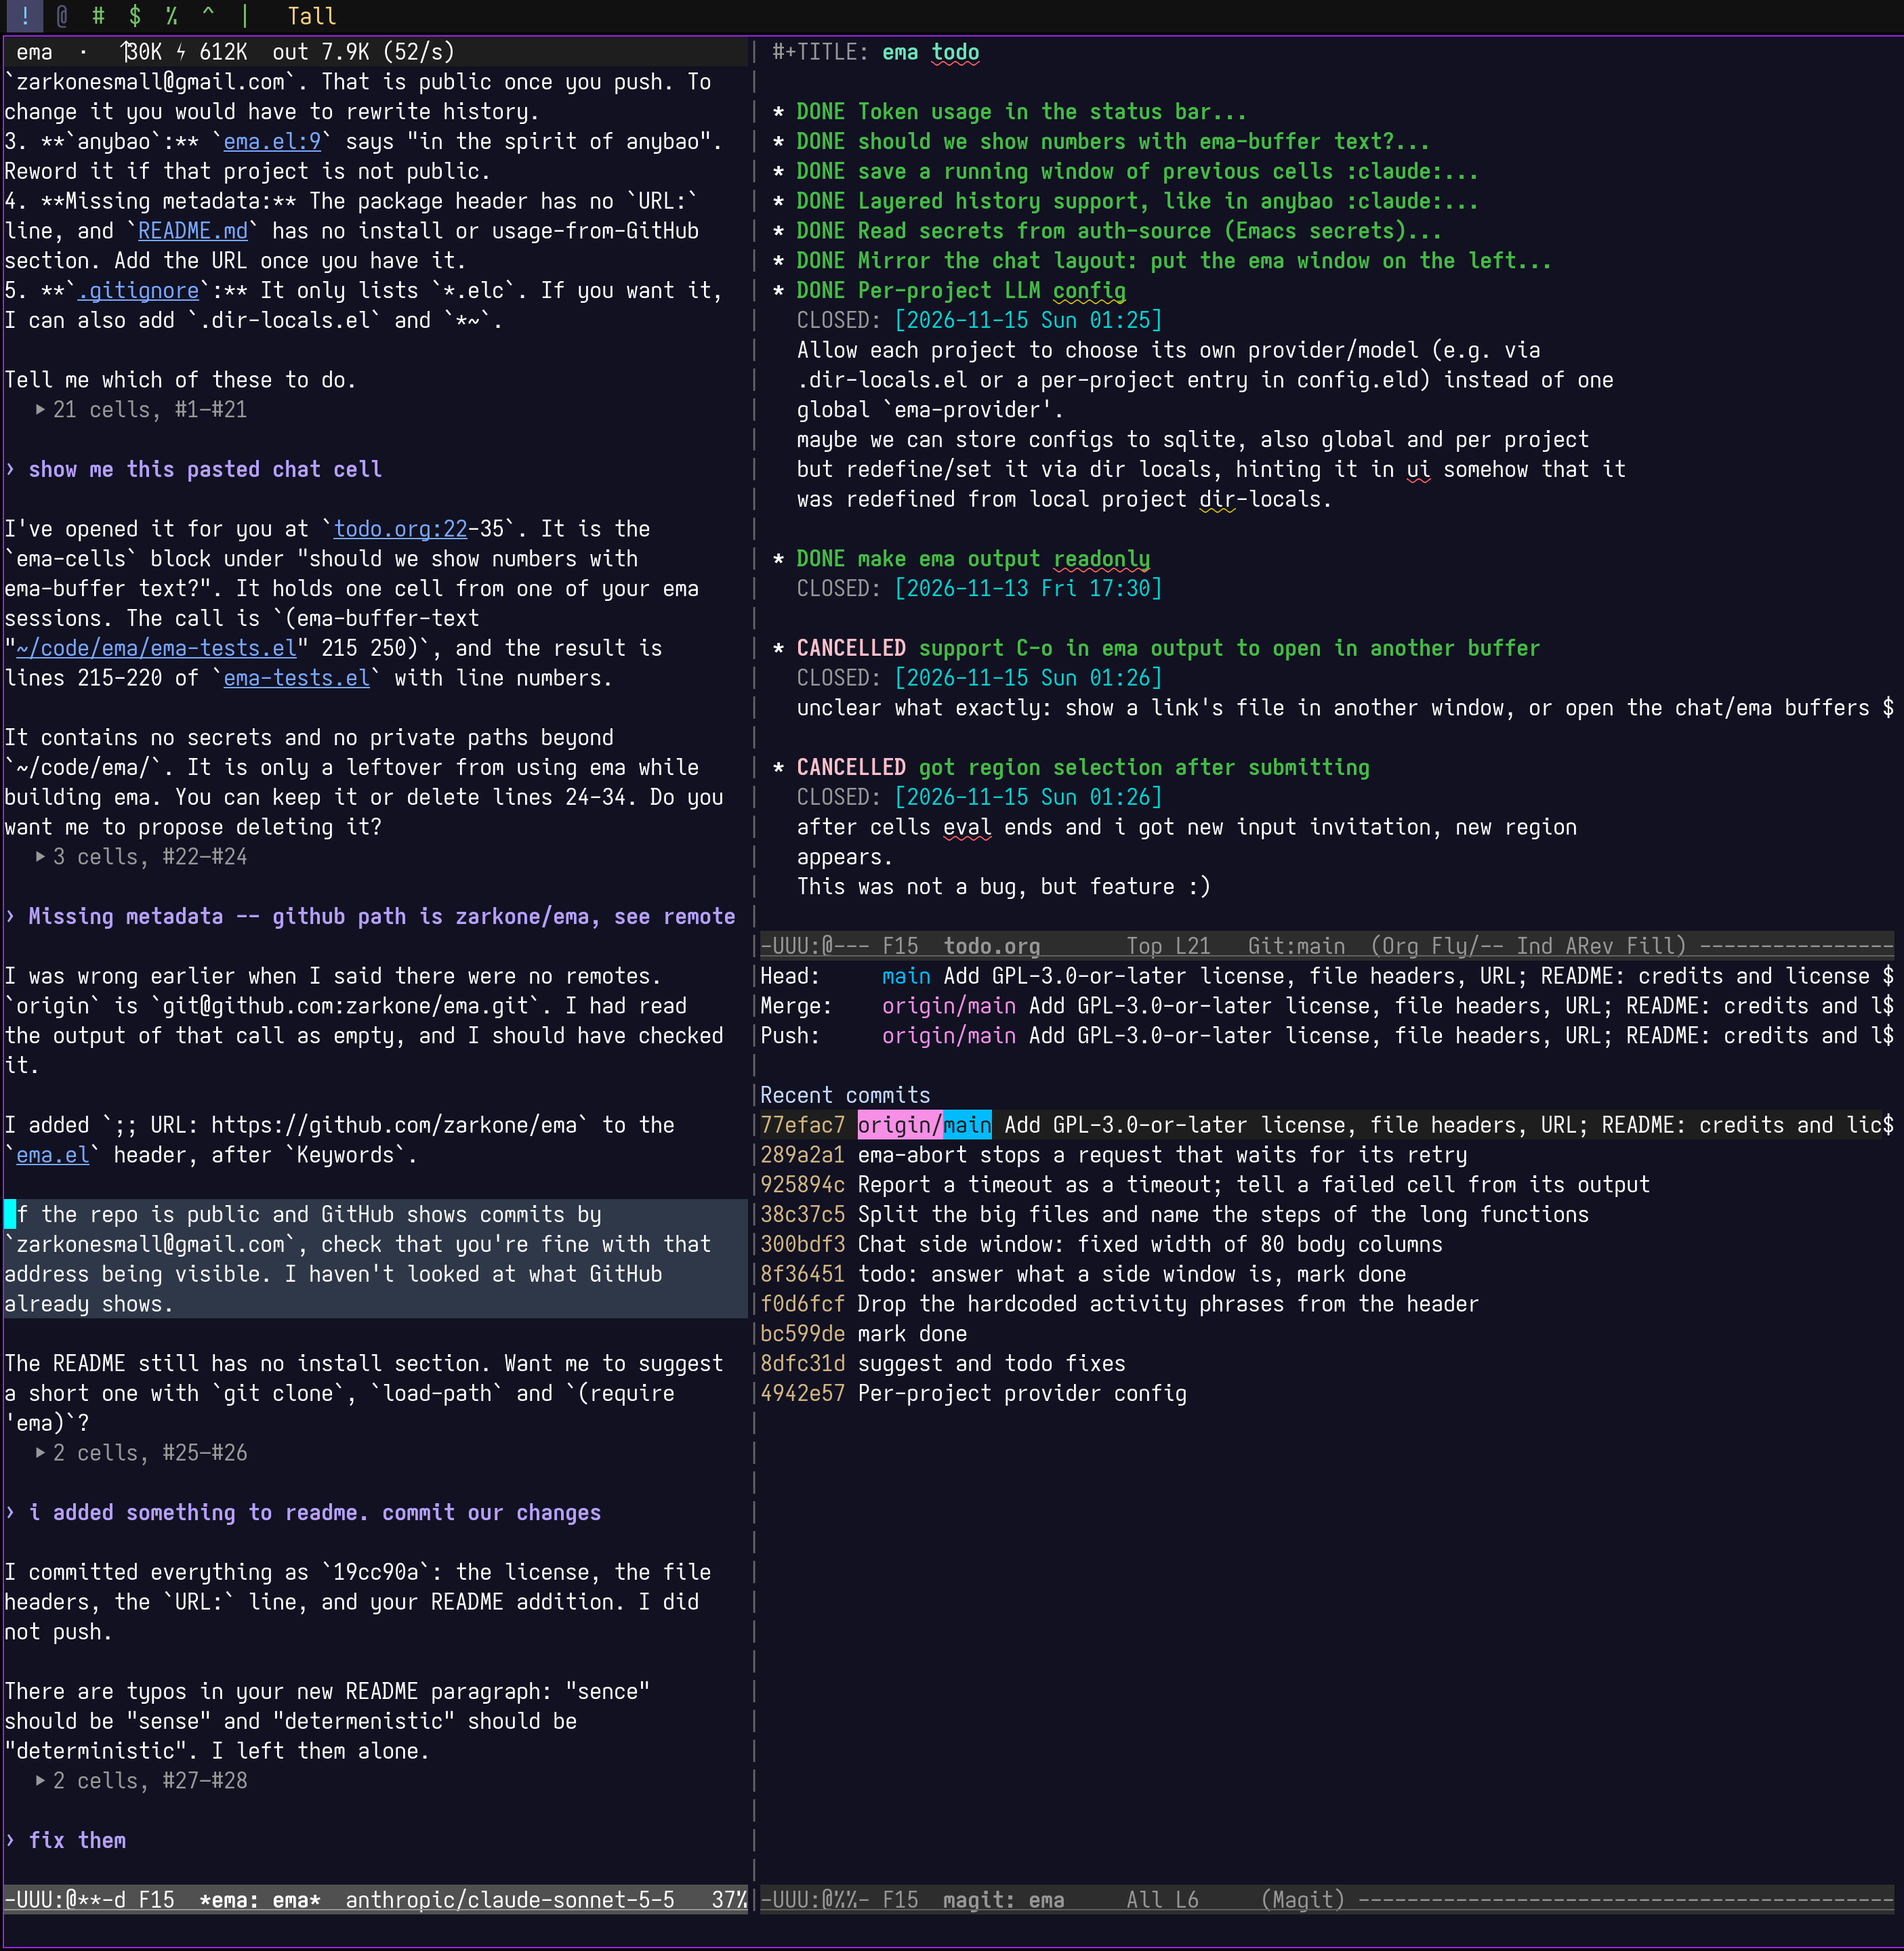 ! @ # $ % ^ | Tall
ema · ↑30K ϟ 612K out 7.9K (52/s)
`zarkonesmall@gmail.com`. That is public once you push. To
change it you would have to rewrite history.
3. **`anybao`:** `ema.el:9` says "in the spirit of anybao".
Reword it if that project is not public.
4. **Missing metadata:** The package header has no `URL:`
line, and `README.md` has no install or usage-from-GitHub
section. Add the URL once you have it.
5. **`.gitignore`:** It only lists `*.elc`. If you want it,
I can also add `.dir-locals.el` and `*~`.
Tell me which of these to do.
▸ 21 cells, #1–#21
› show me this pasted chat cell
I've opened it for you at `todo.org:22-35`. It is the
`ema-cells` block under "should we show numbers with
ema-buffer text?". It holds one cell from one of your ema
sessions. The call is `(ema-buffer-text
"~/code/ema/ema-tests.el" 215 250)`, and the result is
lines 215-220 of `ema-tests.el` with line numbers.
It contains no secrets and no private paths beyond
`~/code/ema/`. It is only a leftover from using ema while
building ema. You can keep it or delete lines 24-34. Do you
want me to propose deleting it?
▸ 3 cells, #22–#24
› Missing metadata -- github path is zarkone/ema, see remote
I was wrong earlier when I said there were no remotes.
`origin` is `git@github.com:zarkone/ema.git`. I had read
the output of that call as empty, and I should have checked
it.
I added `;; URL: https://github.com/zarkone/ema` to the
`ema.el` header, after `Keywords`.
f the repo is public and GitHub shows commits by
`zarkonesmall@gmail.com`, check that you're fine with that
address being visible. I haven't looked at what GitHub
already shows.
The README still has no install section. Want me to suggest
a short one with `git clone`, `load-path` and `(require
'ema)`?
▸ 2 cells, #25–#26
› i added something to readme. commit our changes
I committed everything as `19cc90a`: the license, the file
headers, the `URL:` line, and your README addition. I did
not push.
There are typos in your new README paragraph: "sence"
should be "sense" and "determenistic" should be
"deterministic". I left them alone.
▸ 2 cells, #27–#28
› fix them
-UUU:@**-d F15 *ema: ema* anthropic/claude-sonnet-5-5 37%
#+TITLE: ema todo
* DONE Token usage in the status bar...
* DONE should we show numbers with ema-buffer text?...
* DONE save a running window of previous cells :claude:...
* DONE Layered history support, like in anybao :claude:...
* DONE Read secrets from auth-source (Emacs secrets)...
* DONE Mirror the chat layout: put the ema window on the left...
* DONE Per-project LLM config
CLOSED: [2026-11-15 Sun 01:25]
Allow each project to choose its own provider/model (e.g. via
.dir-locals.el or a per-project entry in config.eld) instead of one
global `ema-provider'.
maybe we can store configs to sqlite, also global and per project
but redefine/set it via dir locals, hinting it in ui somehow that it
was redefined from local project dir-locals.
* DONE make ema output readonly
CLOSED: [2026-11-13 Fri 17:30]
* CANCELLED support C-o in ema output to open in another buffer
CLOSED: [2026-11-15 Sun 01:26]
unclear what exactly: show a link's file in another window, or open the chat/ema buffers $
* CANCELLED got region selection after submitting
CLOSED: [2026-11-15 Sun 01:26]
after cells eval ends and i got new input invitation, new region
appears.
This was not a bug, but feature :)
-UUU:@--- F15 todo.org Top L21 Git:main (Org Fly/-- Ind ARev Fill) ----------------
Head: main Add GPL-3.0-or-later license, file headers, URL; README: credits and license $
Merge: origin/main Add GPL-3.0-or-later license, file headers, URL; README: credits and l$
Push: origin/main Add GPL-3.0-or-later license, file headers, URL; README: credits and l$
Recent commits
77efac7 origin/main Add GPL-3.0-or-later license, file headers, URL; README: credits and lic$
289a2a1 ema-abort stops a request that waits for its retry
925894c Report a timeout as a timeout; tell a failed cell from its output
38c37c5 Split the big files and name the steps of the long functions
300bdf3 Chat side window: fixed width of 80 body columns
8f36451 todo: answer what a side window is, mark done
f0d6fcf Drop the hardcoded activity phrases from the header
bc599de mark done
8dfc31d suggest and todo fixes
4942e57 Per-project provider config
-UUU:@%%- F15 magit: ema All L6 (Magit) --------------------------------------------